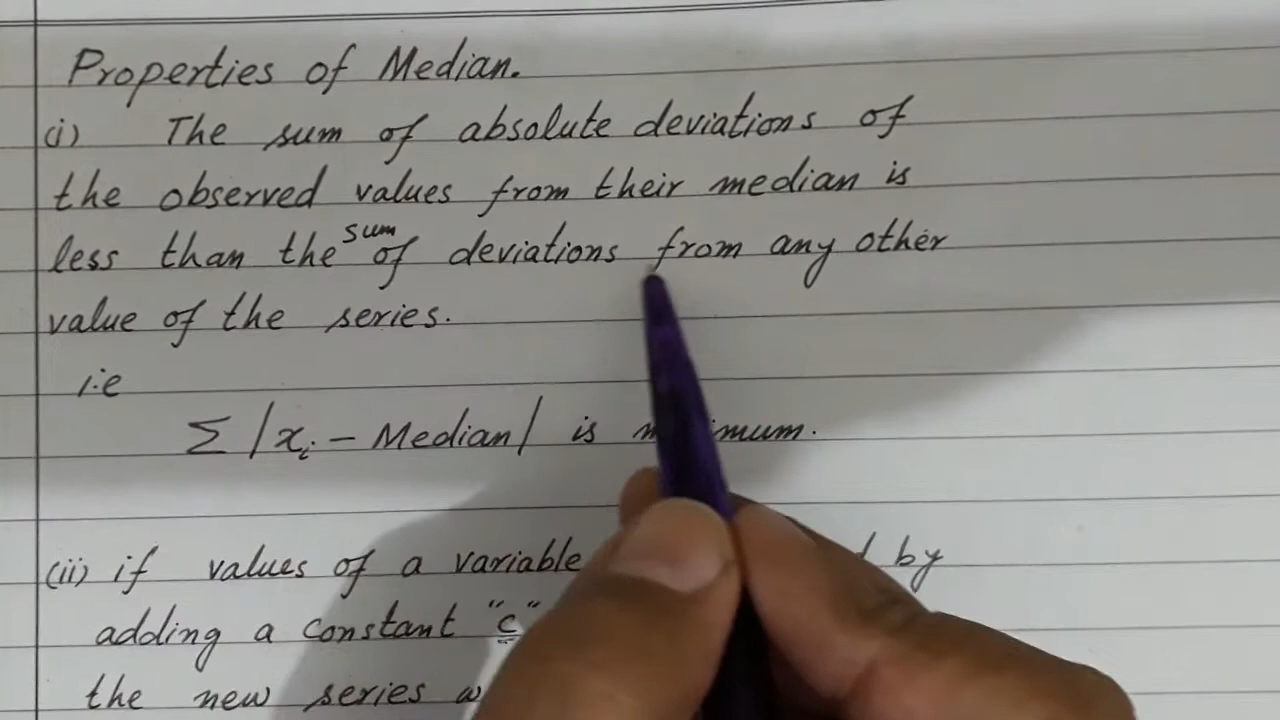 Properties of Median.
(i) The sum of absolute deviations of
the observed values from their median is
less than the sum of deviations from any other
value of the series.
i.e
Σ |xᵢ - Median| is
(ii) if values of a variable by
adding a constant "c"
the new series